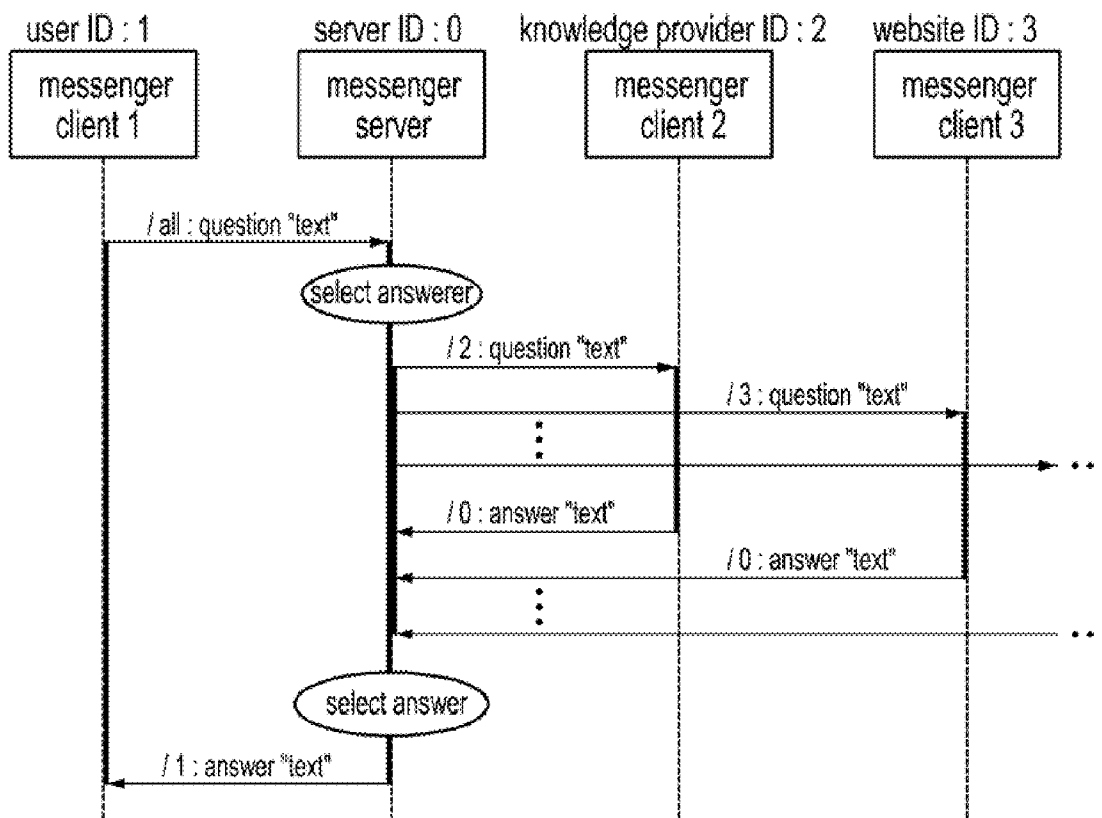 user ID : 1
server ID : 0
knowledge provider ID : 2
website ID : 3
messenger
client 1
messenger
server
messenger
client 2
messenger
client 3
/ all : question "text"
select answerer
/ 2 : question "text"
/ 3 : question "text"
/ 0 : answer "text"
/ 0 : answer "text"
select answer
/ 1 : answer "text"